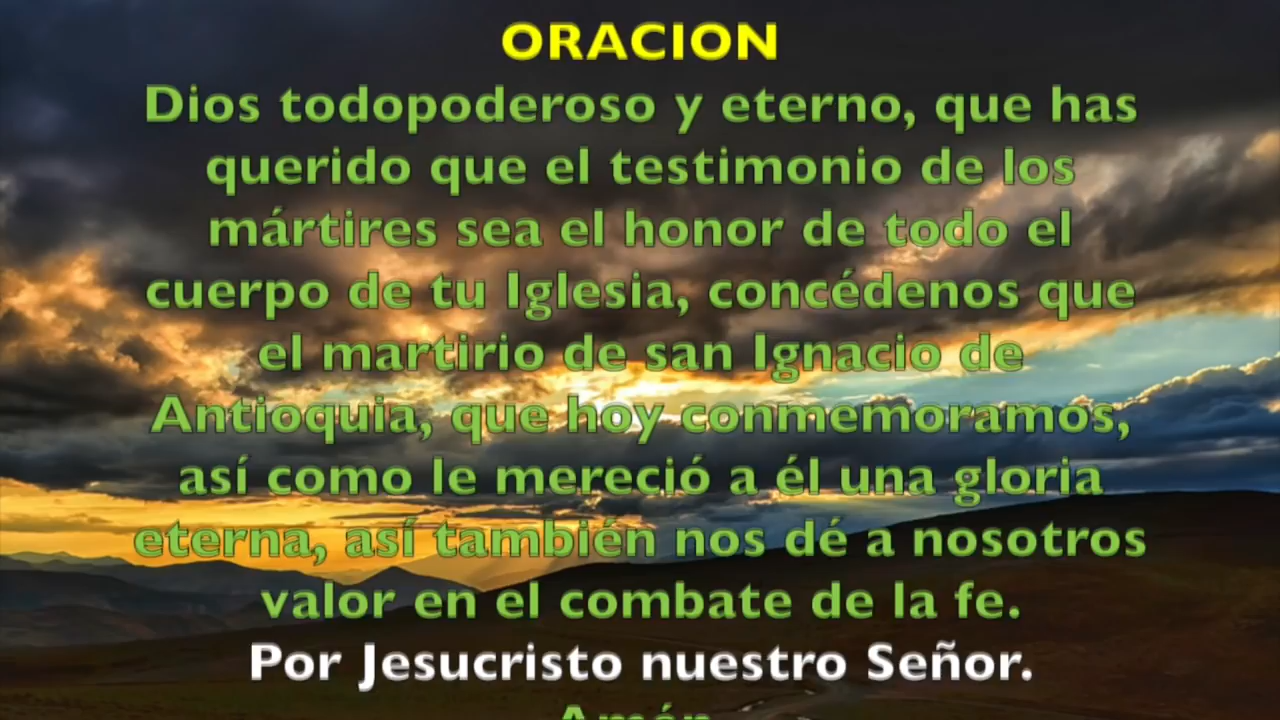 ORACION
Dios todopoderoso y eterno, que has
querido que el testimonio de los
mártires sea el honor de todo el
cuerpo de tu Iglesia, concédenos que
el martirio de san Ignacio de
Antioquia, que hoy conmemoramos,
así como le mereció a él una gloria
eterna, así también nos dé a nosotros
valor en el combate de la fe.
Por Jesucristo nuestro Señor.
Amén